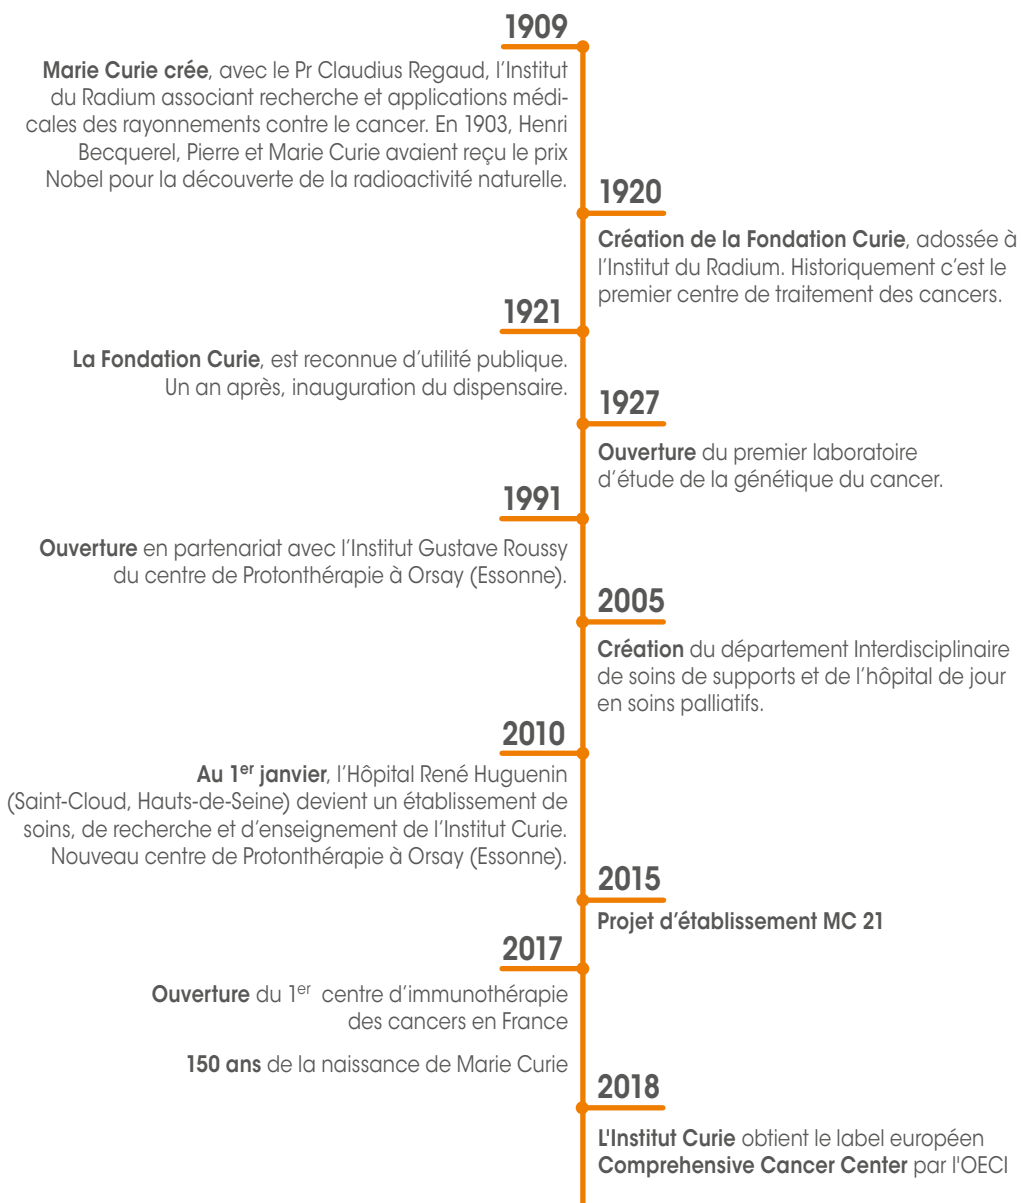 1909
Marie Curie crée, avec le Pr Claudius Regaud, l'Institut
du Radium associant recherche et applications médi-
cales des rayonnements contre le cancer. En 1903, Henri
Becquerel, Pierre et Marie Curie avaient reçu le prix
Nobel pour la découverte de la radioactivité naturelle.
1920
Création de la Fondation Curie, adossée à
l'Institut du Radium. Historiquement c'est le
premier centre de traitement des cancers.
1921
La Fondation Curie, est reconnue d'utilité publique.
Un an après, inauguration du dispensaire.
1927
Ouverture du premier laboratoire
d'étude de la génétique du cancer.
1991
Ouverture en partenariat avec l'Institut Gustave Roussy
du centre de Protonthérapie à Orsay (Essonne).
2005
Création du département Interdisciplinaire
de soins de supports et de l'hôpital de jour
en soins palliatifs.
2010
Au 1er janvier, l'Hôpital René Huguenin
(Saint-Cloud, Hauts-de-Seine) devient un établissement de
soins, de recherche et d'enseignement de l'Institut Curie.
Nouveau centre de Protonthérapie à Orsay (Essonne).
2015
Projet d'établissement MC 21
2017
Ouverture du 1er centre d'immunothérapie
des cancers en France
150 ans de la naissance de Marie Curie
2018
L'Institut Curie obtient le label européen
Comprehensive Cancer Center par l'OECI